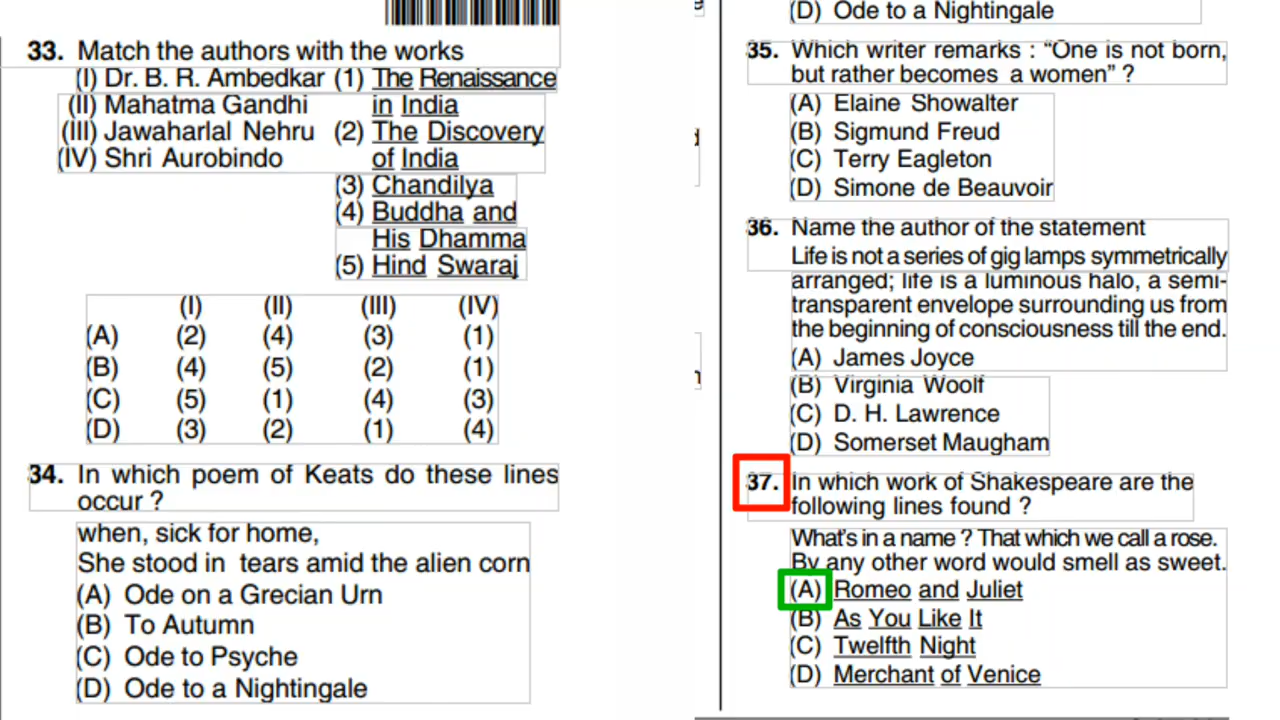 33. Match the authors with the works
(I) Dr. B. R. Ambedkar (1) The Renaissance
(II) Mahatma Gandhi in India
(III) Jawaharlal Nehru (2) The Discovery
(IV) Shri Aurobindo of India
(3) Chandilya
(4) Buddha and
His Dhamma
(5) Hind Swaraj
(I) (II) (III) (IV)
(A) (2) (4) (3) (1)
(B) (4) (5) (2) (1)
(C) (5) (1) (4) (3)
(D) (3) (2) (1) (4)
34. In which poem of Keats do these lines
occur ?
when, sick for home,
She stood in tears amid the alien corn
(A) Ode on a Grecian Urn
(B) To Autumn
(C) Ode to Psyche
(D) Ode to a Nightingale
(D) Ode to a Nightingale
35. Which writer remarks : “One is not born,
but rather becomes a women” ?
(A) Elaine Showalter
(B) Sigmund Freud
(C) Terry Eagleton
(D) Simone de Beauvoir
36. Name the author of the statement
Life is not a series of gig lamps symmetrically
arranged; life is a luminous halo, a semi-
transparent envelope surrounding us from
the beginning of consciousness till the end.
(A) James Joyce
(B) Virginia Woolf
(C) D. H. Lawrence
(D) Somerset Maugham
37. In which work of Shakespeare are the
following lines found ?
What's in a name ? That which we call a rose.
By any other word would smell as sweet.
(A) Romeo and Juliet
(B) As You Like It
(C) Twelfth Night
(D) Merchant of Venice